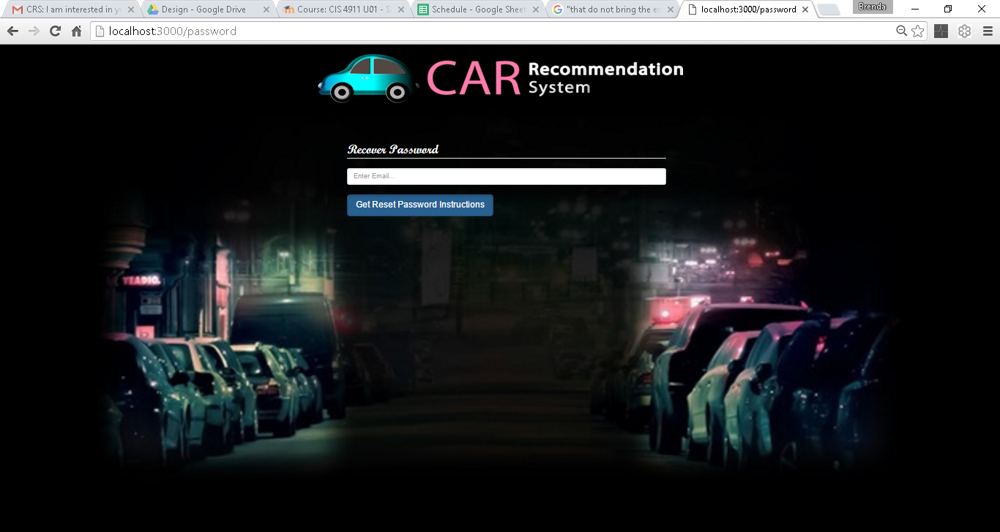 CRS: I am interested in y
Design - Google Drive
Course: CIS 4911 U01 - S
Schedule - Google Sheet
"that do not bring the e
localhost:3000/password
Brenda
localhost:3000/password
CAR Recommendation
System
Recover Password
Enter Email...
Get Reset Password Instructions
YEADIO.